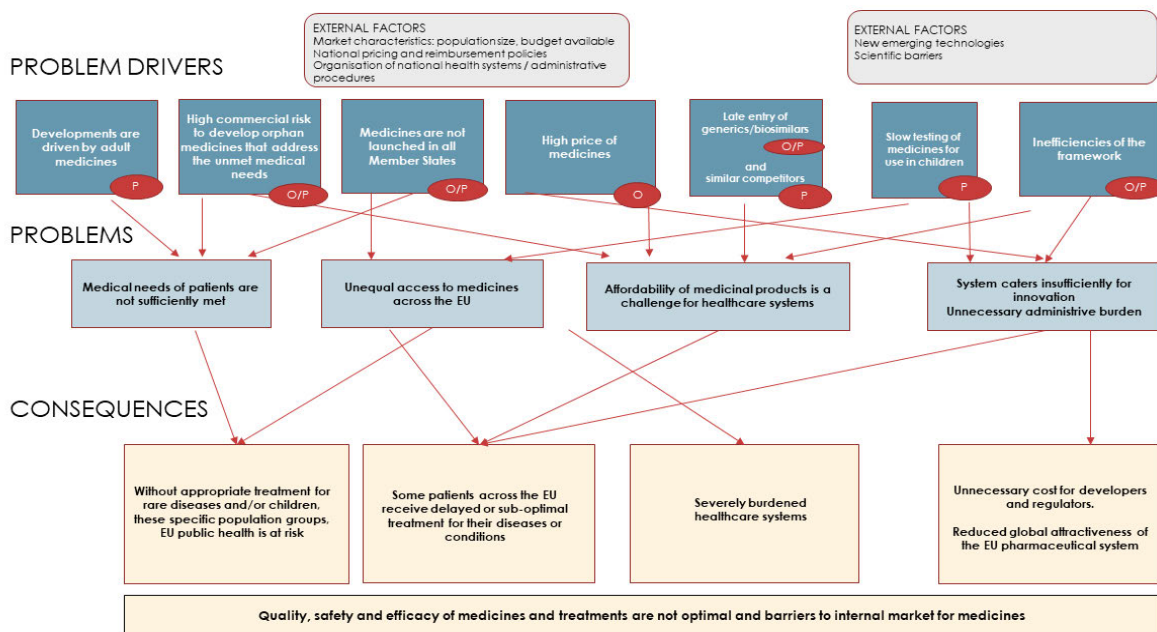 EXTERNAL FACTORS
Market characteristics: population size, budget available
National pricing and reimbursement policies
Organisation of national health systems / administrative
procedures
EXTERNAL FACTORS
New emerging technologies
Scientific barriers
PROBLEM DRIVERS
Developments are
driven by adult
medicines
P
High commercial risk
to develop orphan
medicines that address
the unmet medical
needs
O/P
Medicines are not
launched in all
Member States
O/P
High price of
medicines
O
Late entry of
generics/biosimilars
O/P
and
similar competitors
P
Slow testing of
medicines for
use in children
P
Inefficiencies of the
framework
O/P
PROBLEMS
Medical needs of patients are
not sufficiently met
Unequal access to medicines
across the EU
Affordability of medicinal products is a
challenge for healthcare systems
System caters insufficiently for
innovation
Unnecessary administrive burden
CONSEQUENCES
Without appropriate treatment for
rare diseases and/or children,
these specific population groups,
EU public health is at risk
Some patients across the EU
receive delayed or sub-optimal
treatment for their diseases or
conditions
Severely burdened
healthcare systems
Unnecessary cost for developers
and regulators.
Reduced global attractiveness of
the EU pharmaceutical system
Quality, safety and efficacy of medicines and treatments are not optimal and barriers to internal market for medicines